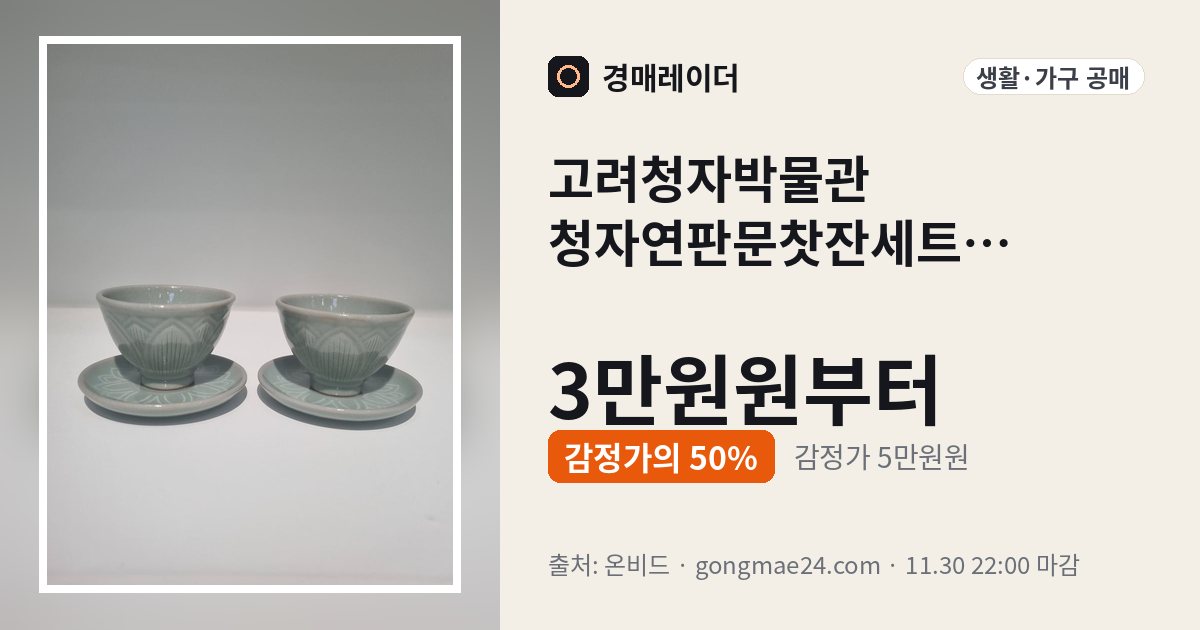 경매레이더
생활·가구 공매
고려청자박물관
청자연판문찻잔세트…
3만원원부터
감정가의 50% 감정가 5만원원
출처: 온비드 · gongmae24.com · 11.30 22:00 마감